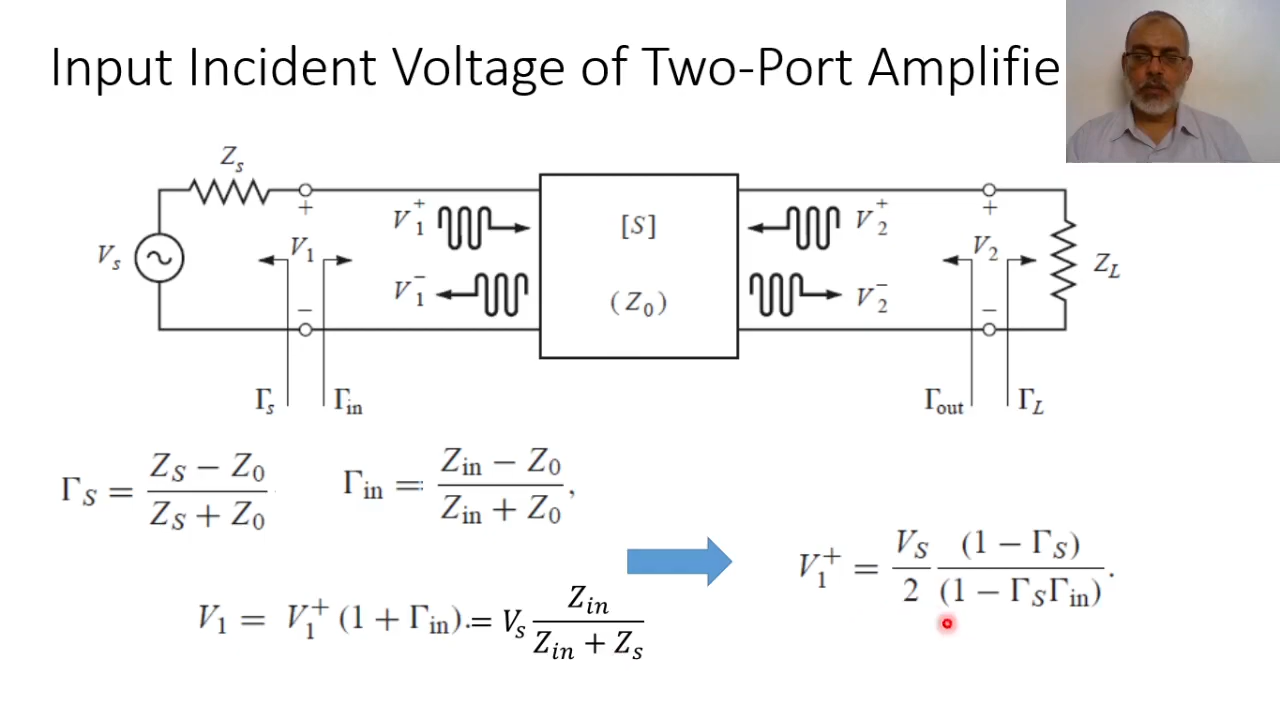 Input Incident Voltage of Two-Port Amplifie
Z_s
V_s
+
V_1
−
V_1^+
V_1^-
[S]
(Z_0)
V_2^+
V_2^-
+
V_2
−
Z_L
Γ_s
Γ_in
Γ_out
Γ_L
Γ_S = (Z_S − Z_0) / (Z_S + Z_0)
Γ_in = (Z_in − Z_0) / (Z_in + Z_0),
V_1 = V_1^+ (1 + Γ_in). = V_s Z_in / (Z_in + Z_s)
V_1^+ = V_S / 2 (1 − Γ_S) / (1 − Γ_S Γ_in).